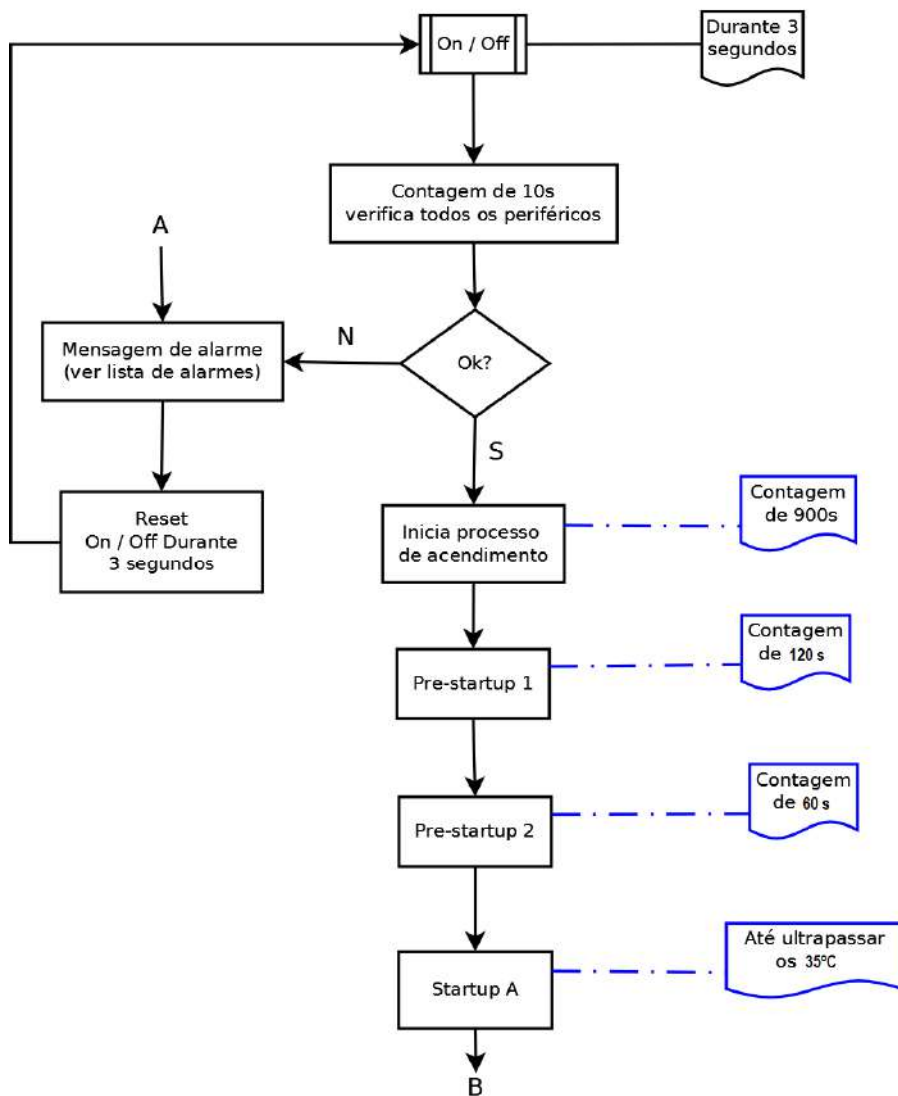 On / Off
Durante 3
segundos
Contagem de 10s
verifica todos os periféricos
A
Mensagem de alarme
(ver lista de alarmes)
N
Ok?
S
Reset
On / Off Durante
3 segundos
Inicia processo
de acendimento
Contagem
de 900s
Pre-startup 1
Contagem
de 120 s
Pre-startup 2
Contagem
de 60 s
Startup A
Até ultrapassar
os 35ºC
B